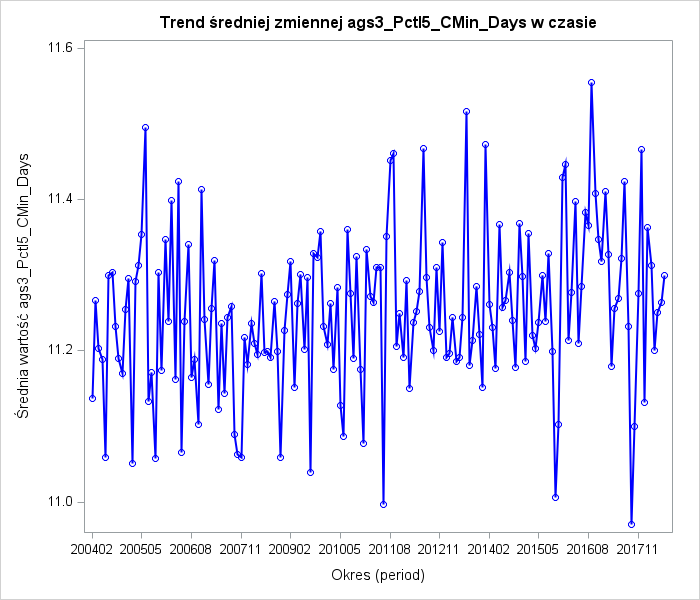 Trend średniej zmiennej ags3_Pctl5_CMin_Days w czasie
Średnia wartość ags3_Pctl5_CMin_Days
11.6
11.4
11.2
11.0
200402 200505 200608 200711 200902 201005 201108 201211 201402 201505 201608 201711
Okres (period)